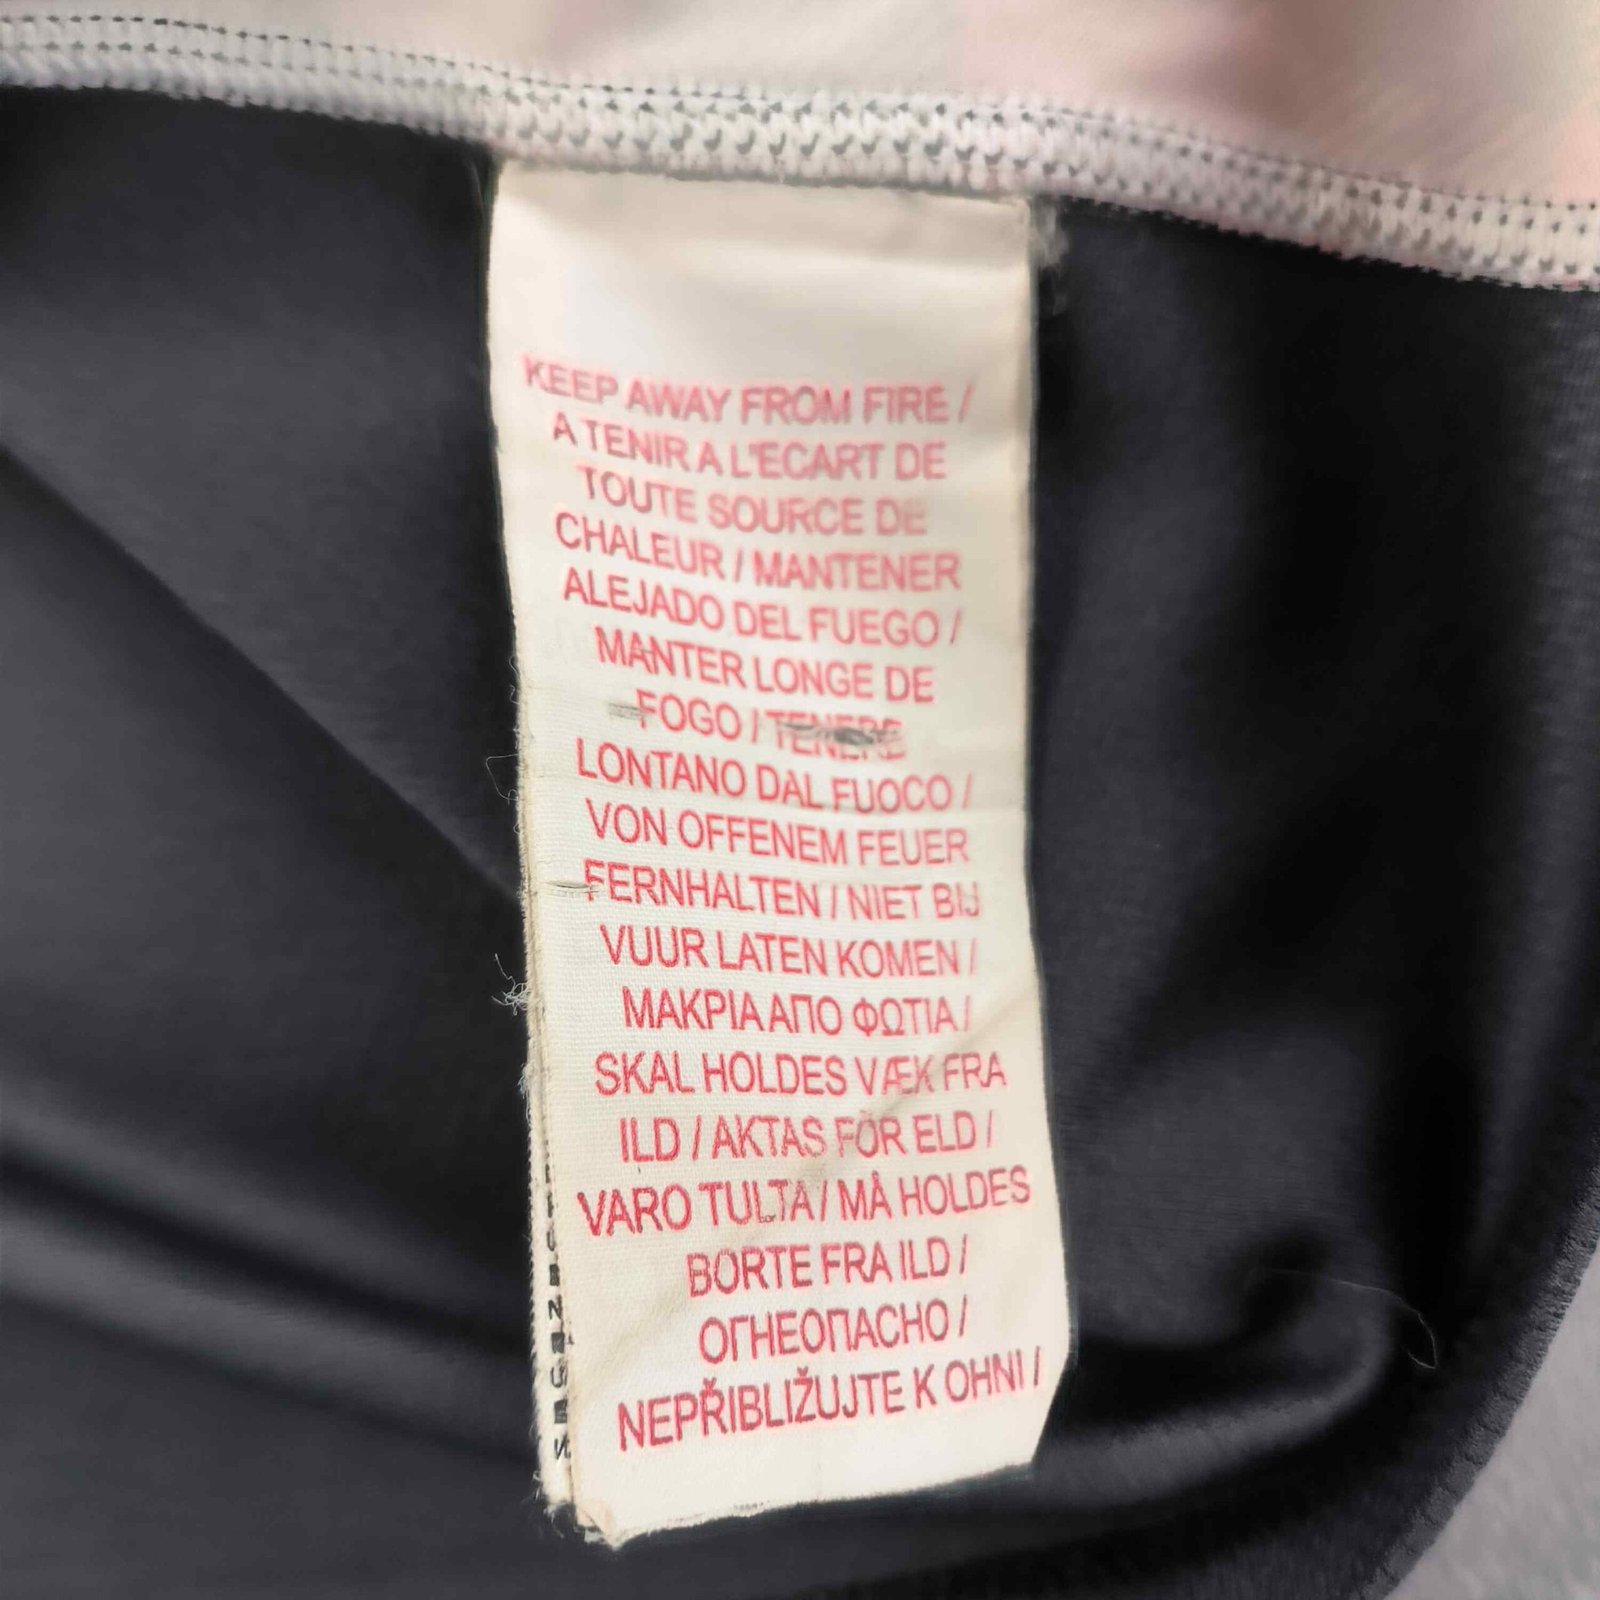 KEEP AWAY FROM FIRE /
A TENIR A L'ECART DE
TOUTE SOURCE DE
CHALEUR / MANTENER
ALEJADO DEL FUEGO /
MANTER LONGE DE
FOGO / TENERE
LONTANO DAL FUOCO /
VON OFFENEM FEUER
FERNHALTEN / NIET BIJ
VUUR LATEN KOMEN /
ΜΑΚΡΙΑ ΑΠΟ ΦΩΤΙΑ /
SKAL HOLDES VÆK FRA
ILD / AKTAS FÖR ELD /
VARO TULTA / MÅ HOLDES
BORTE FRA ILD /
ОГНЕОПАСНО /
NEPŘIBLIŽUJTE K OHNI /